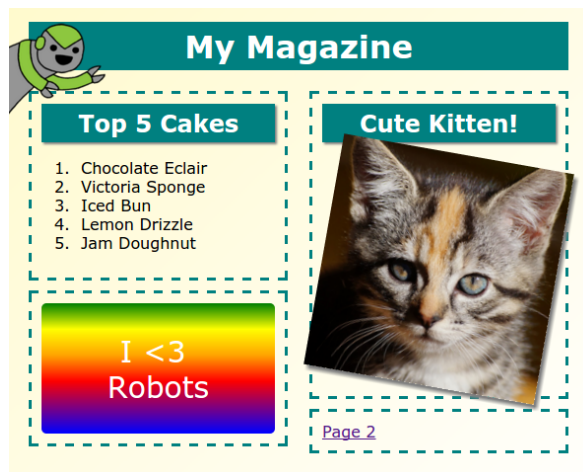 My Magazine
Top 5 Cakes
1. Chocolate Eclair
2. Victoria Sponge
3. Iced Bun
4. Lemon Drizzle
5. Jam Doughnut
I <3
Robots
Cute Kitten!
Page 2